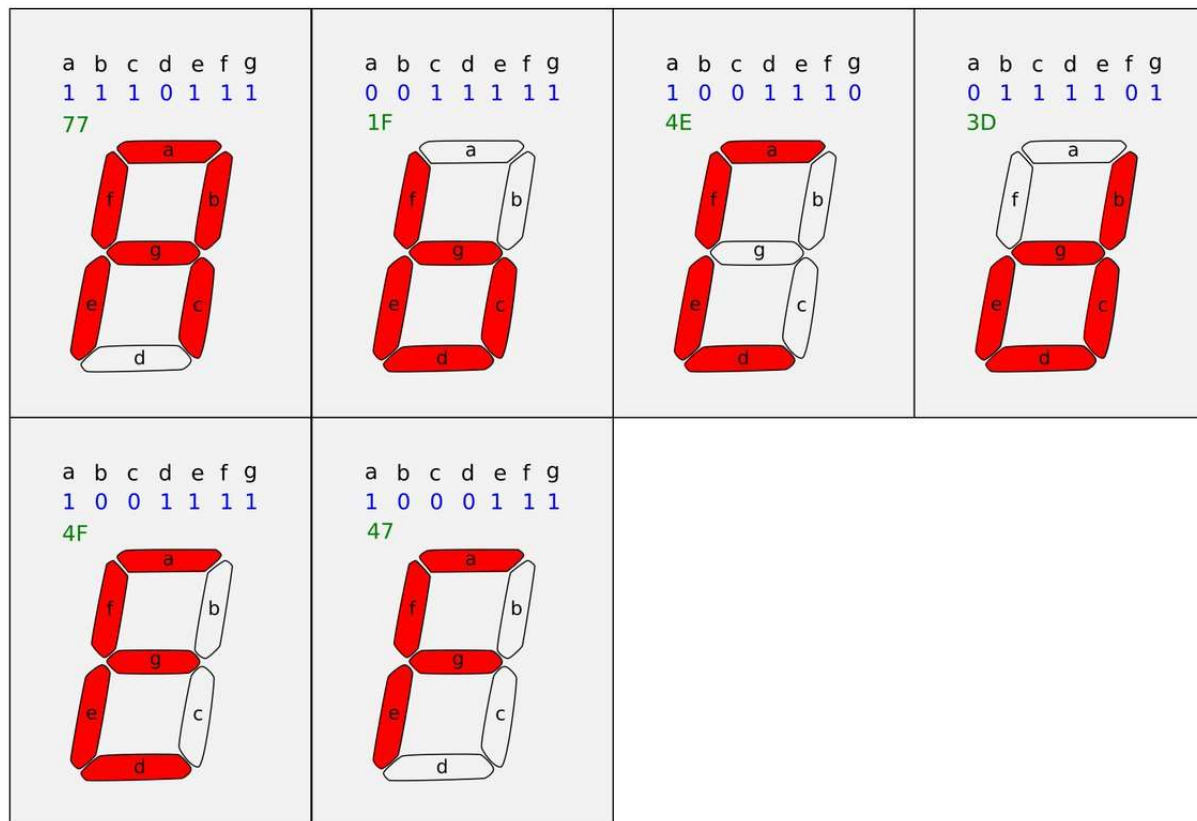 a b c d e f g
1 1 1 0 1 1 1
77
a
f
b
g
e
c
d
a b c d e f g
0 0 1 1 1 1 1
1F
a
f
b
g
e
c
d
a b c d e f g
1 0 0 1 1 1 0
4E
a
f
b
g
e
c
d
a b c d e f g
0 1 1 1 1 0 1
3D
a
f
b
g
e
c
d
a b c d e f g
1 0 0 1 1 1 1
4F
a
f
b
g
e
c
d
a b c d e f g
1 0 0 0 1 1 1
47
a
f
b
g
e
c
d